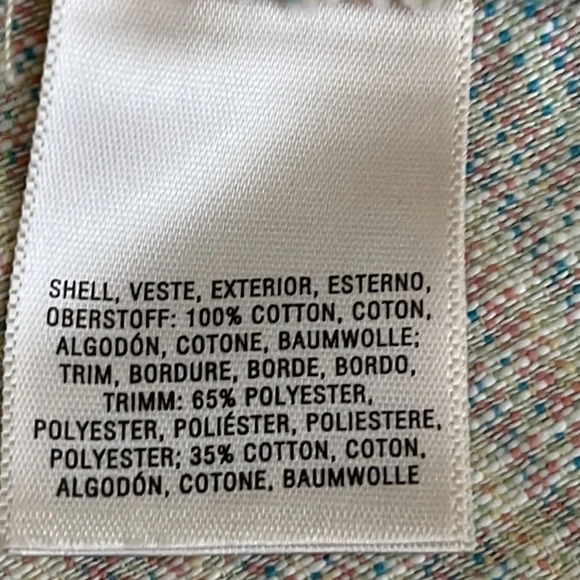 SHELL, VESTE, EXTERIOR, ESTERNO,
OBERSTOFF: 100% COTTON, COTON,
ALGODÓN, COTONE, BAUMWOLLE;
TRIM, BORDURE, BORDE, BORDO,
TRIMM: 65% POLYESTER,
POLYESTER, POLIÉSTER, POLIESTERE,
POLYESTER; 35% COTTON, COTON,
ALGODÓN, COTONE, BAUMWOLLE